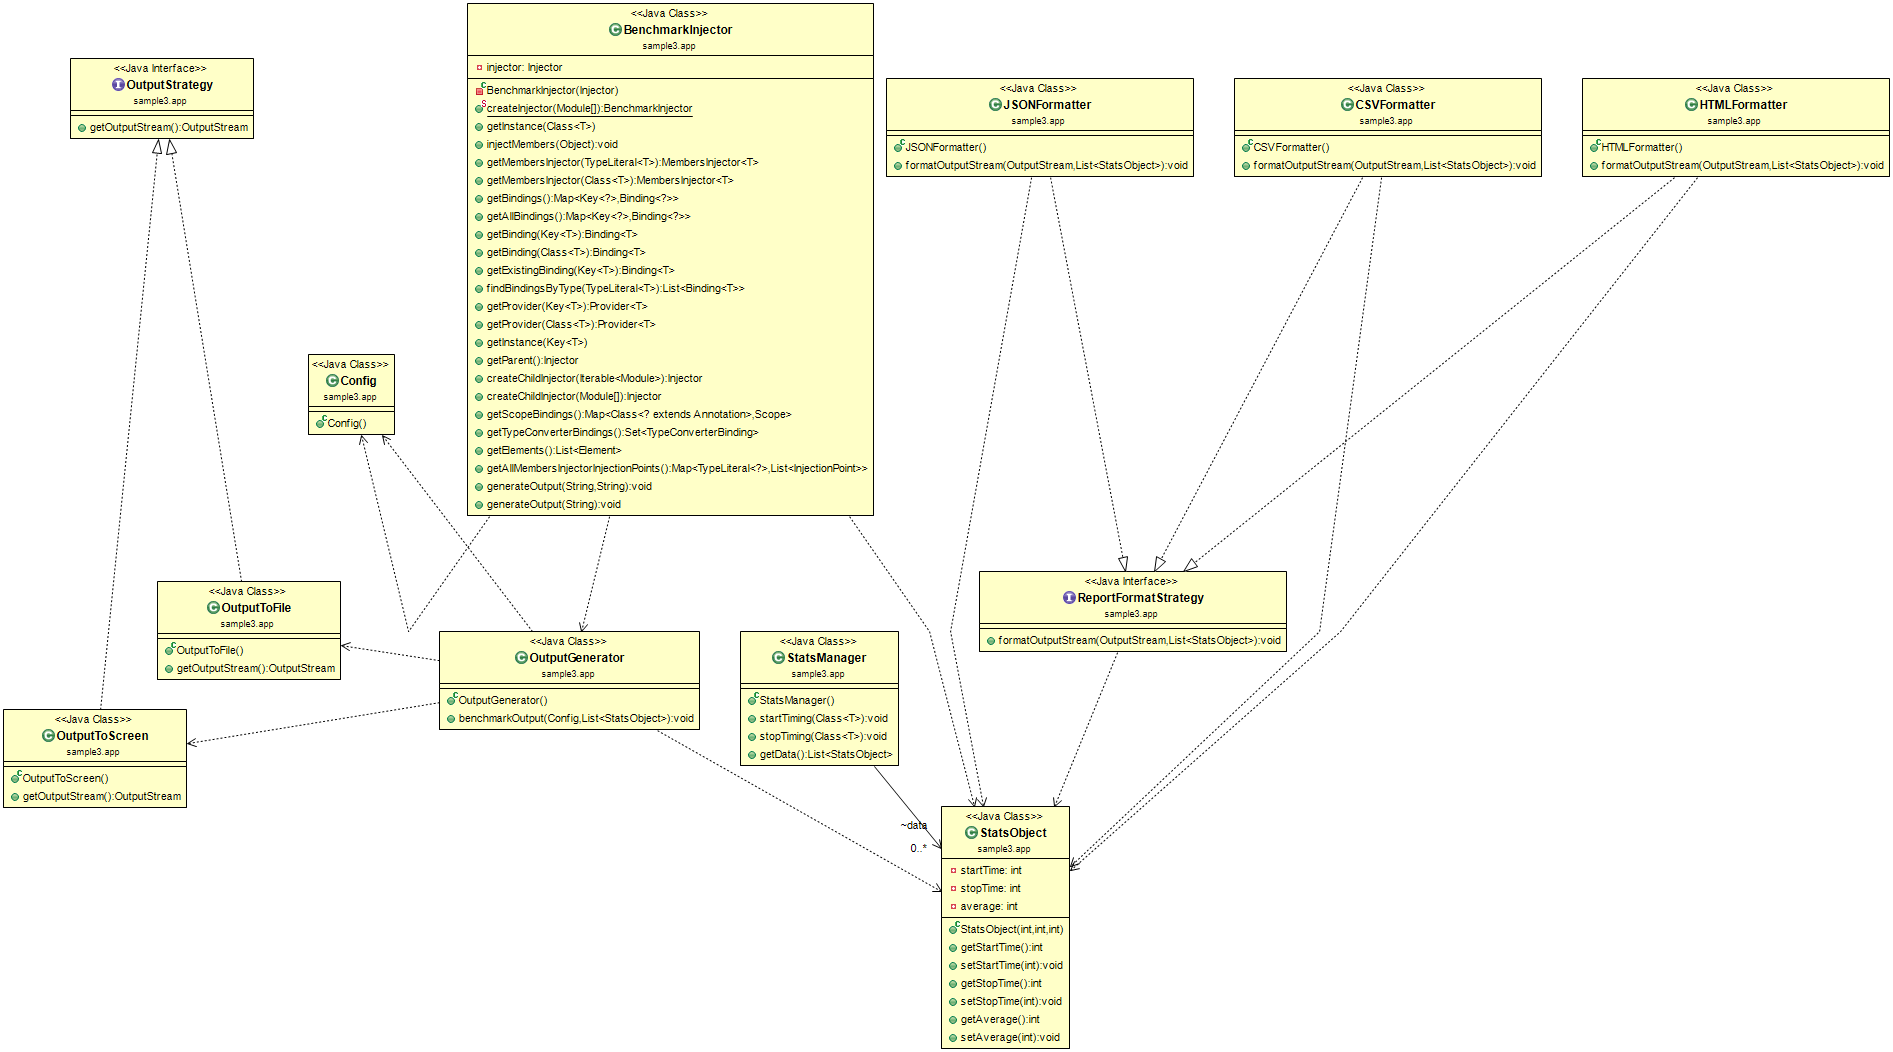 <<Java Interface>>
OutputStrategy
sample3.app
getOutputStream():OutputStream
<<Java Class>>
BenchmarkInjector
sample3.app
injector: Injector
BenchmarkInjector(Injector)
createInjector(Module[]):BenchmarkInjector
getInstance(Class<T>)
injectMembers(Object):void
getMembersInjector(TypeLiteral<T>):MembersInjector<T>
getMembersInjector(Class<T>):MembersInjector<T>
getBindings():Map<Key<?>,Binding<?>>
getAllBindings():Map<Key<?>,Binding<?>>
getBinding(Key<T>):Binding<T>
getBinding(Class<T>):Binding<T>
getExistingBinding(Key<T>):Binding<T>
findBindingsByType(TypeLiteral<T>):List<Binding<T>>
getProvider(Key<T>):Provider<T>
getProvider(Class<T>):Provider<T>
getInstance(Key<T>)
getParent():Injector
createChildInjector(Iterable<Module>):Injector
createChildInjector(Module[]):Injector
getScopeBindings():Map<Class<? extends Annotation>,Scope>
getTypeConverterBindings():Set<TypeConverterBinding>
getElements():List<Element>
getAllMembersInjectorInjectionPoints():Map<TypeLiteral<?>,List<InjectionPoint>>
generateOutput(String,String):void
generateOutput(String):void
<<Java Class>>
JSONFormatter
sample3.app
JSONFormatter()
formatOutputStream(OutputStream,List<StatsObject>):void
<<Java Class>>
CSVFormatter
sample3.app
CSVFormatter()
formatOutputStream(OutputStream,List<StatsObject>):void
<<Java Class>>
HTMLFormatter
sample3.app
HTMLFormatter()
formatOutputStream(OutputStream,List<StatsObject>):void
<<Java Class>>
Config
sample3.app
Config()
<<Java Class>>
OutputToFile
sample3.app
OutputToFile()
getOutputStream():OutputStream
<<Java Interface>>
ReportFormatStrategy
sample3.app
formatOutputStream(OutputStream,List<StatsObject>):void
<<Java Class>>
OutputGenerator
sample3.app
OutputGenerator()
benchmarkOutput(Config,List<StatsObject>):void
<<Java Class>>
StatsManager
sample3.app
StatsManager()
startTiming(Class<T>):void
stopTiming(Class<T>):void
getData():List<StatsObject>
<<Java Class>>
OutputToScreen
sample3.app
OutputToScreen()
getOutputStream():OutputStream
~data
0..*
<<Java Class>>
StatsObject
sample3.app
startTime: int
stopTime: int
average: int
StatsObject(int,int,int)
getStartTime():int
setStartTime(int):void
getStopTime():int
setStopTime(int):void
getAverage():int
setAverage(int):void